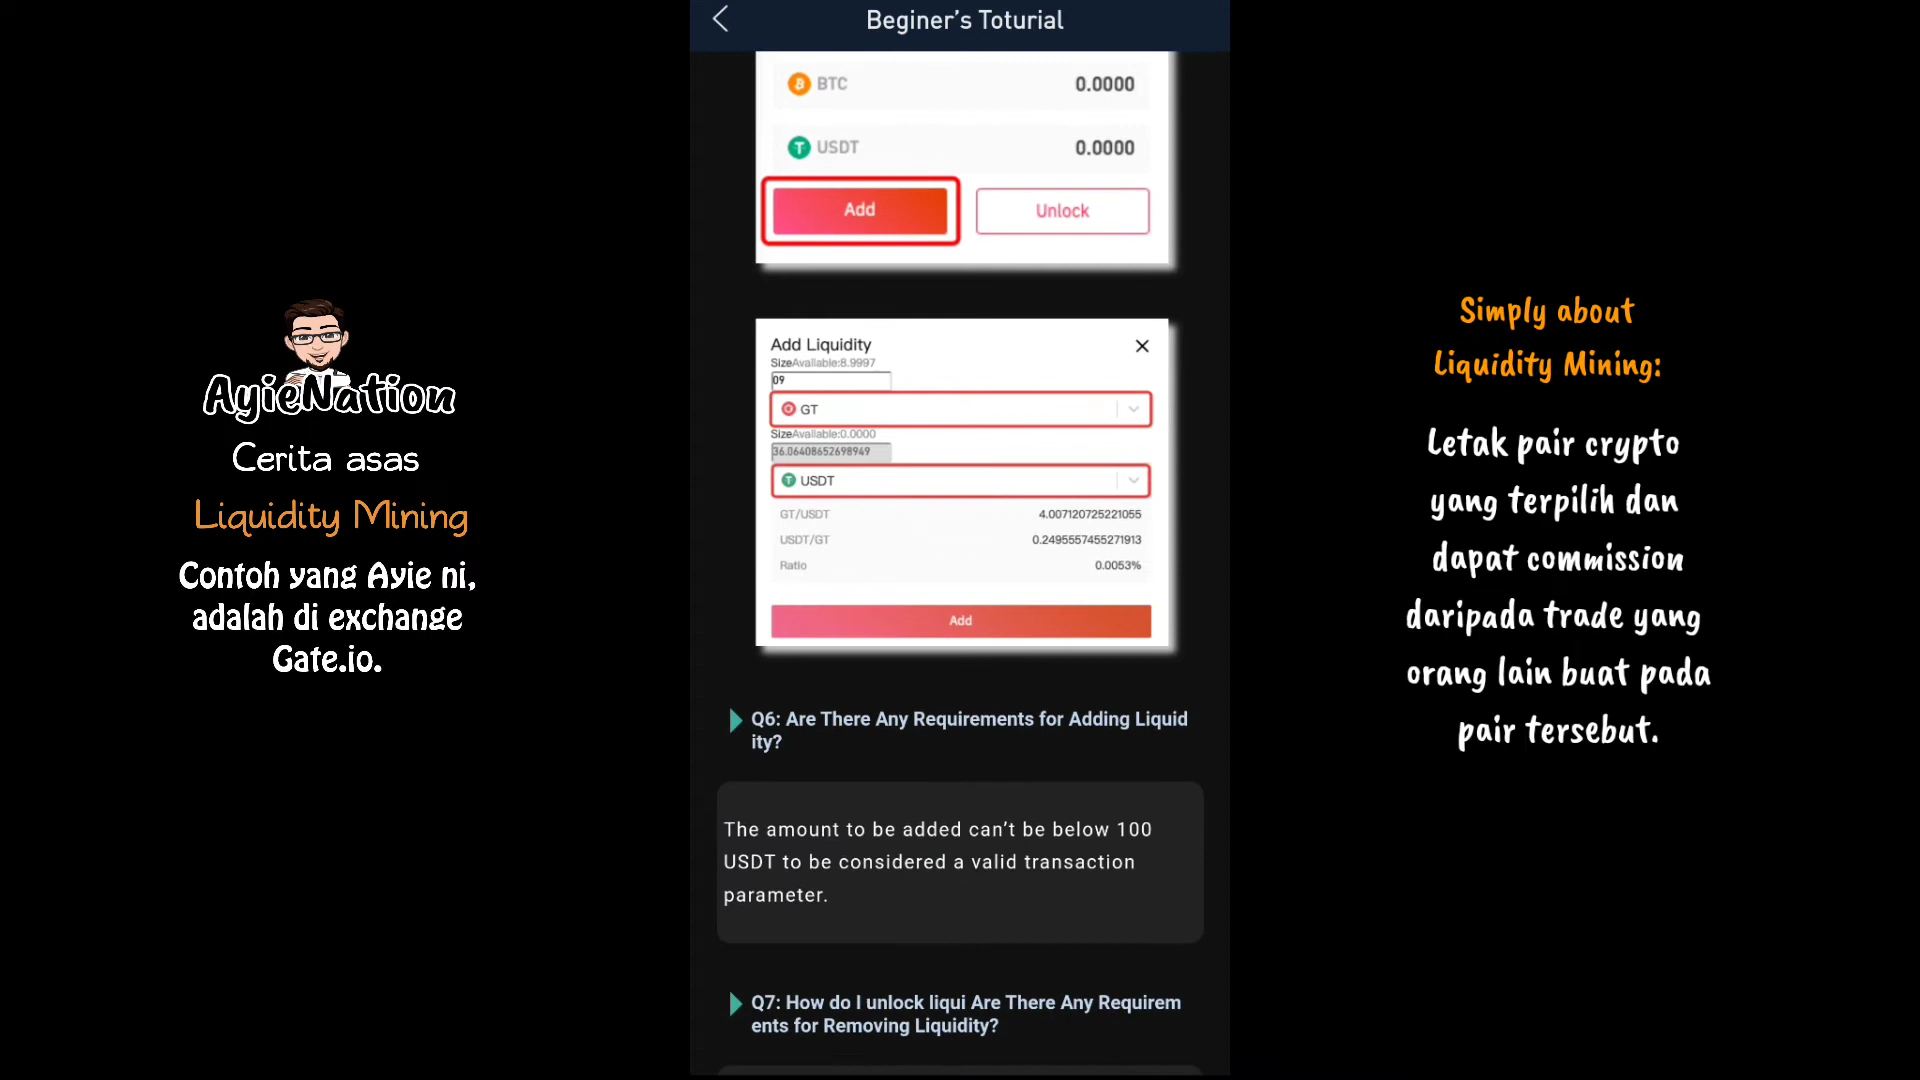 Beginer's Toturial
BTC 0.0000
USDT 0.0000
Add Unlock
Add Liquidity
SizeAvailable:8.9997
09
GT
SizeAvailable:0.0000
36.06408652698949
USDT
GT/USDT 4.007120725221055
USDT/GT 0.2495557455271913
Ratio 0.0053%
Add
Q6: Are There Any Requirements for Adding Liquid
ity?
The amount to be added can't be below 100
USDT to be considered a valid transaction
parameter.
Q7: How do I unlock liqui Are There Any Requirem
ents for Removing Liquidity?
AyieNation
Cerita asas
Liquidity Mining
Contoh yang Ayie ni,
adalah di exchange
Gate.io.
Simply about
Liquidity Mining:
Letak pair crypto
yang terpilih dan
dapat commission
daripada trade yang
orang lain buat pada
pair tersebut.